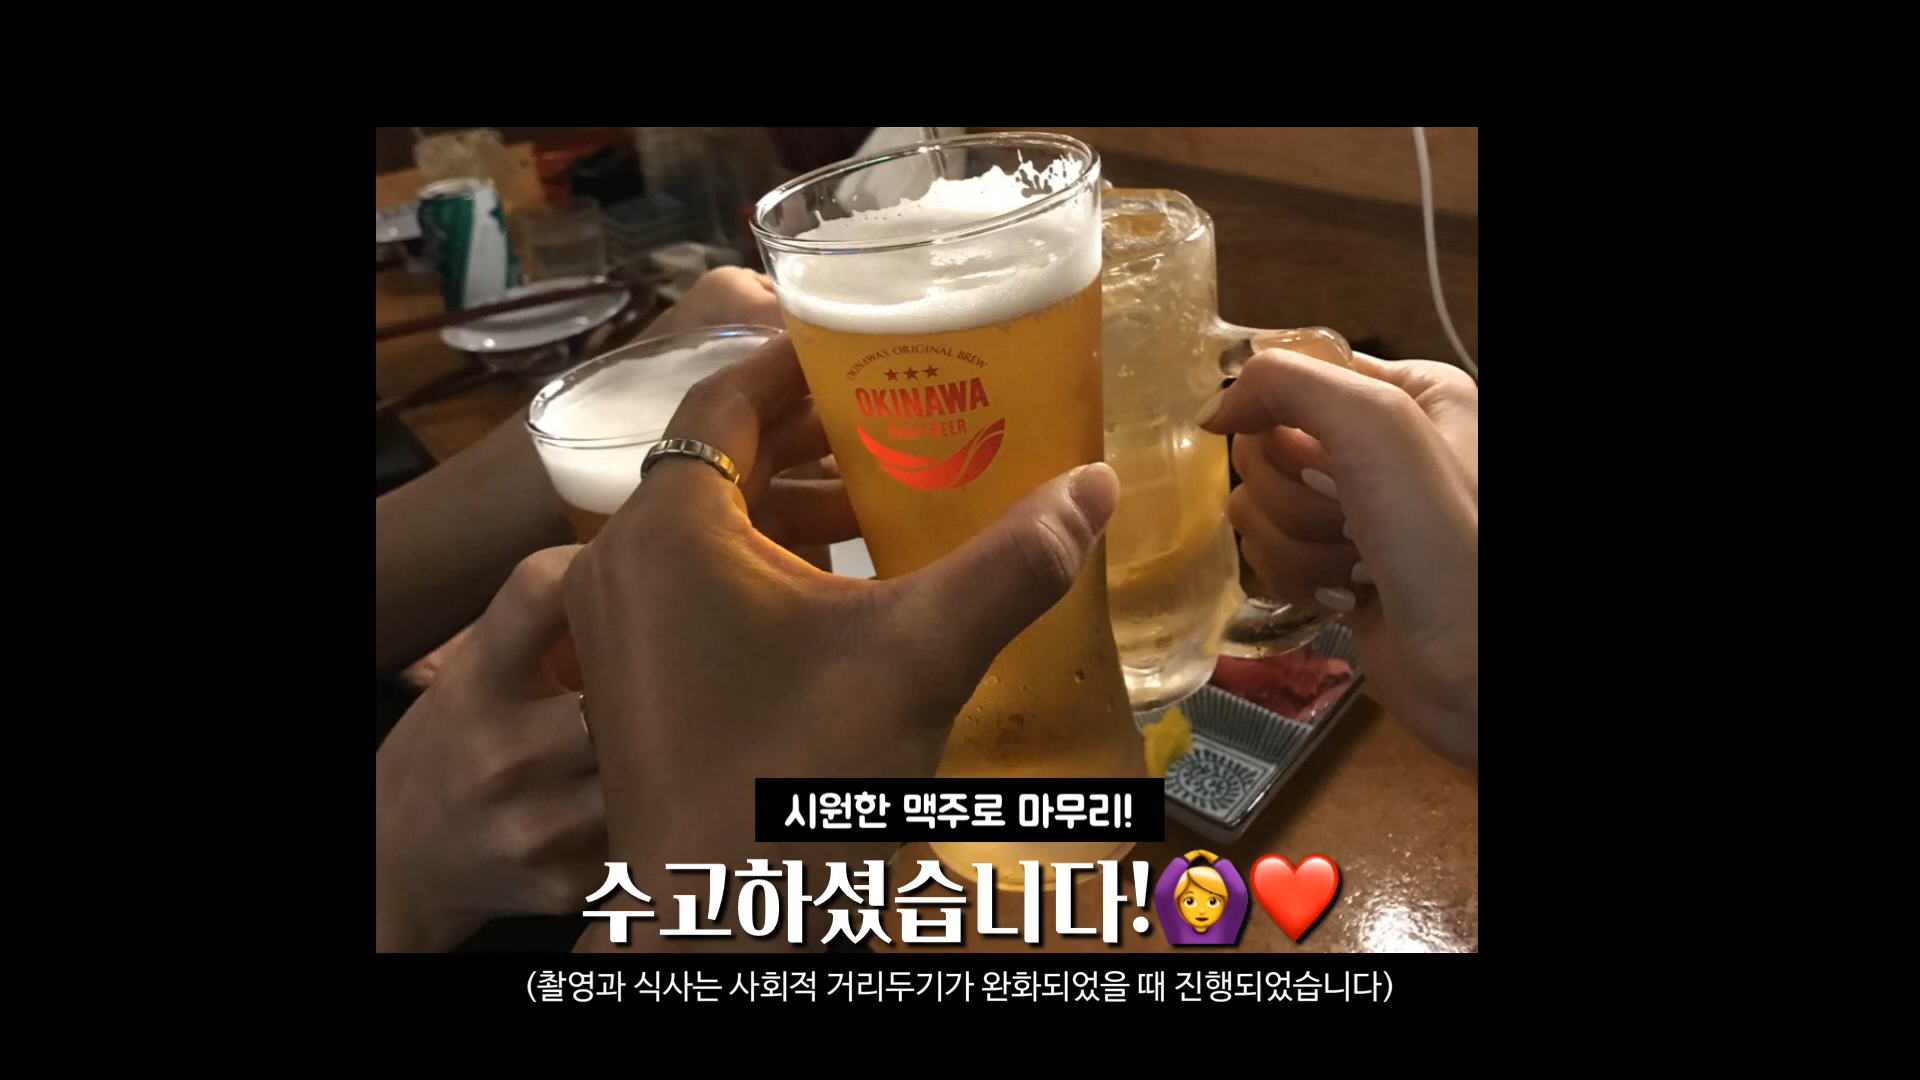 OKINAWA'S ORIGINAL BREW
OKINAWA
BEER
시원한 맥주로 마무리!
수고하셨습니다!🙆‍♀️❤️
(촬영과 식사는 사회적 거리두기가 완화되었을 때 진행되었습니다)